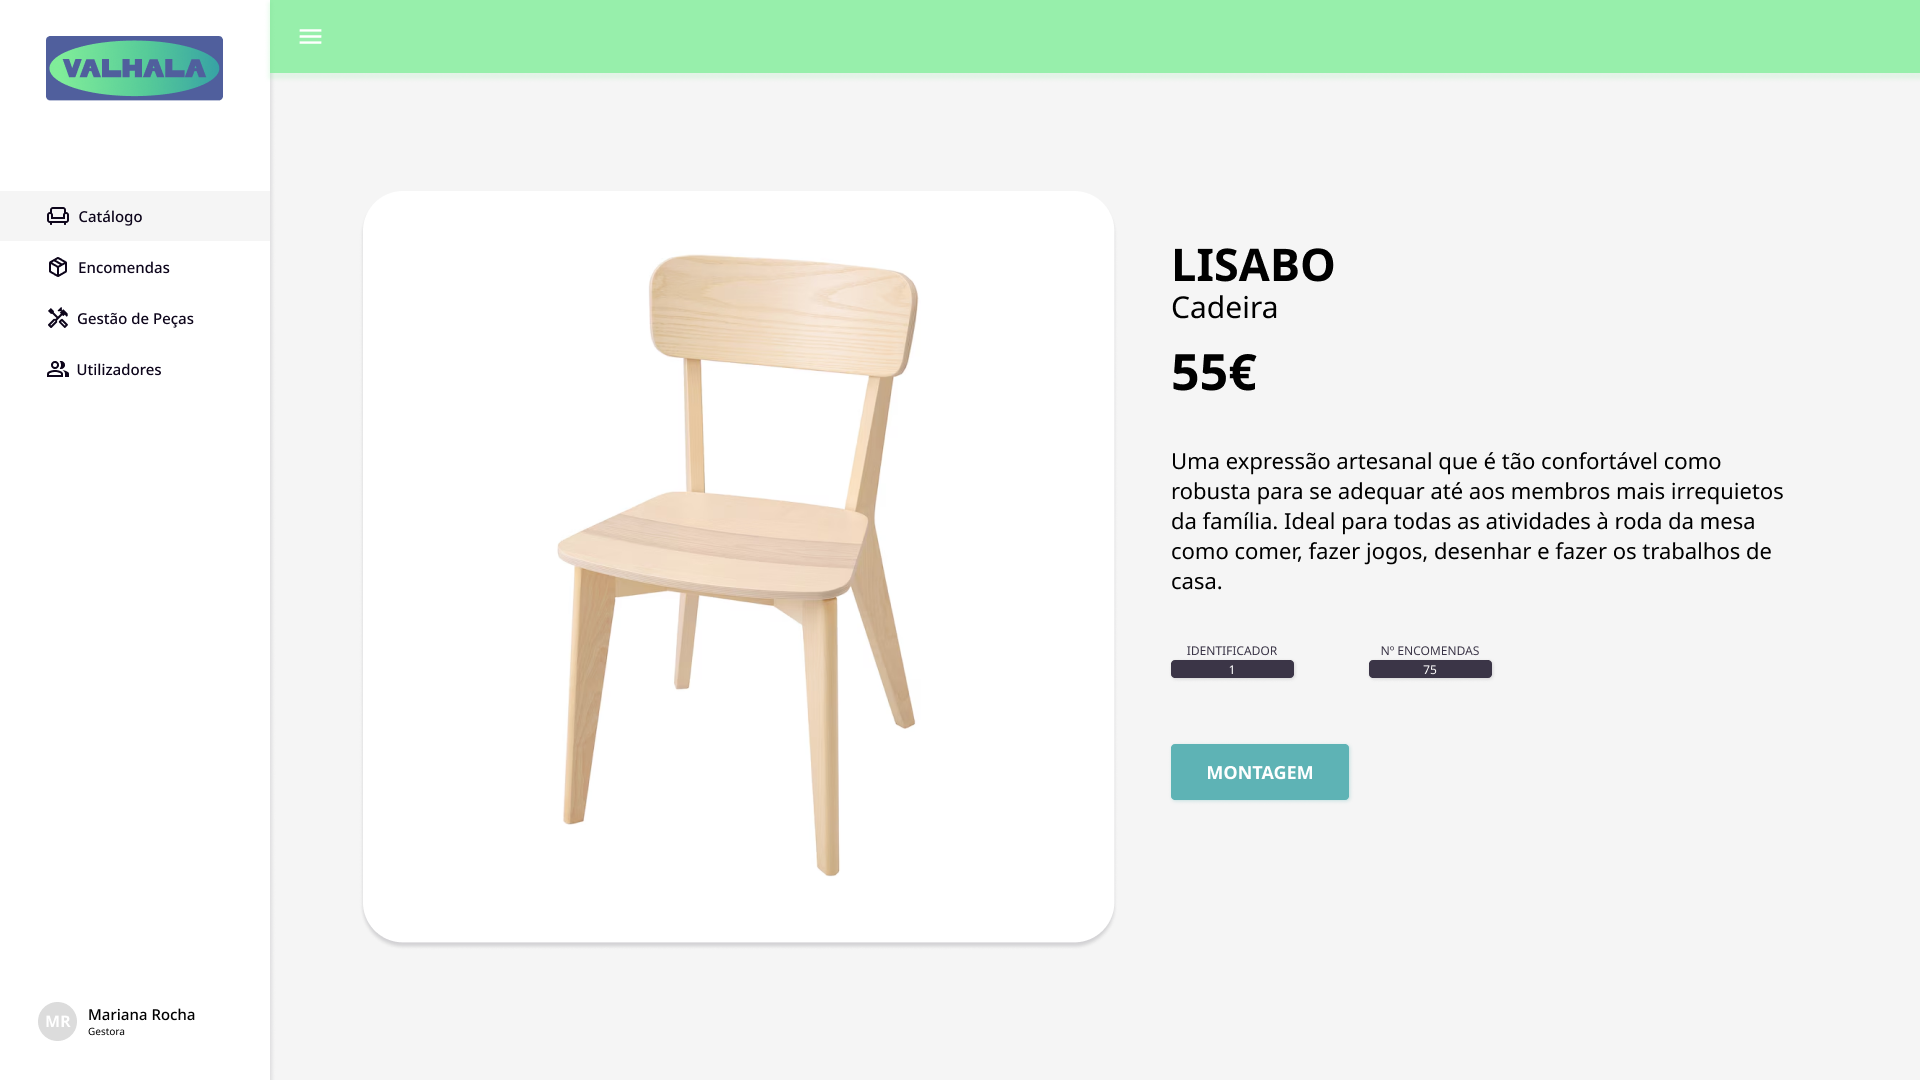 VALHALA
Catálogo
Encomendas
Gestão de Peças
Utilizadores
MR
Mariana Rocha
Gestora
LISABO
Cadeira
55€
Uma expressão artesanal que é tão confortável como
robusta para se adequar até aos membros mais irrequietos
da família. Ideal para todas as atividades à roda da mesa
como comer, fazer jogos, desenhar e fazer os trabalhos de
casa.
IDENTIFICADOR
1
Nº ENCOMENDAS
75
MONTAGEM